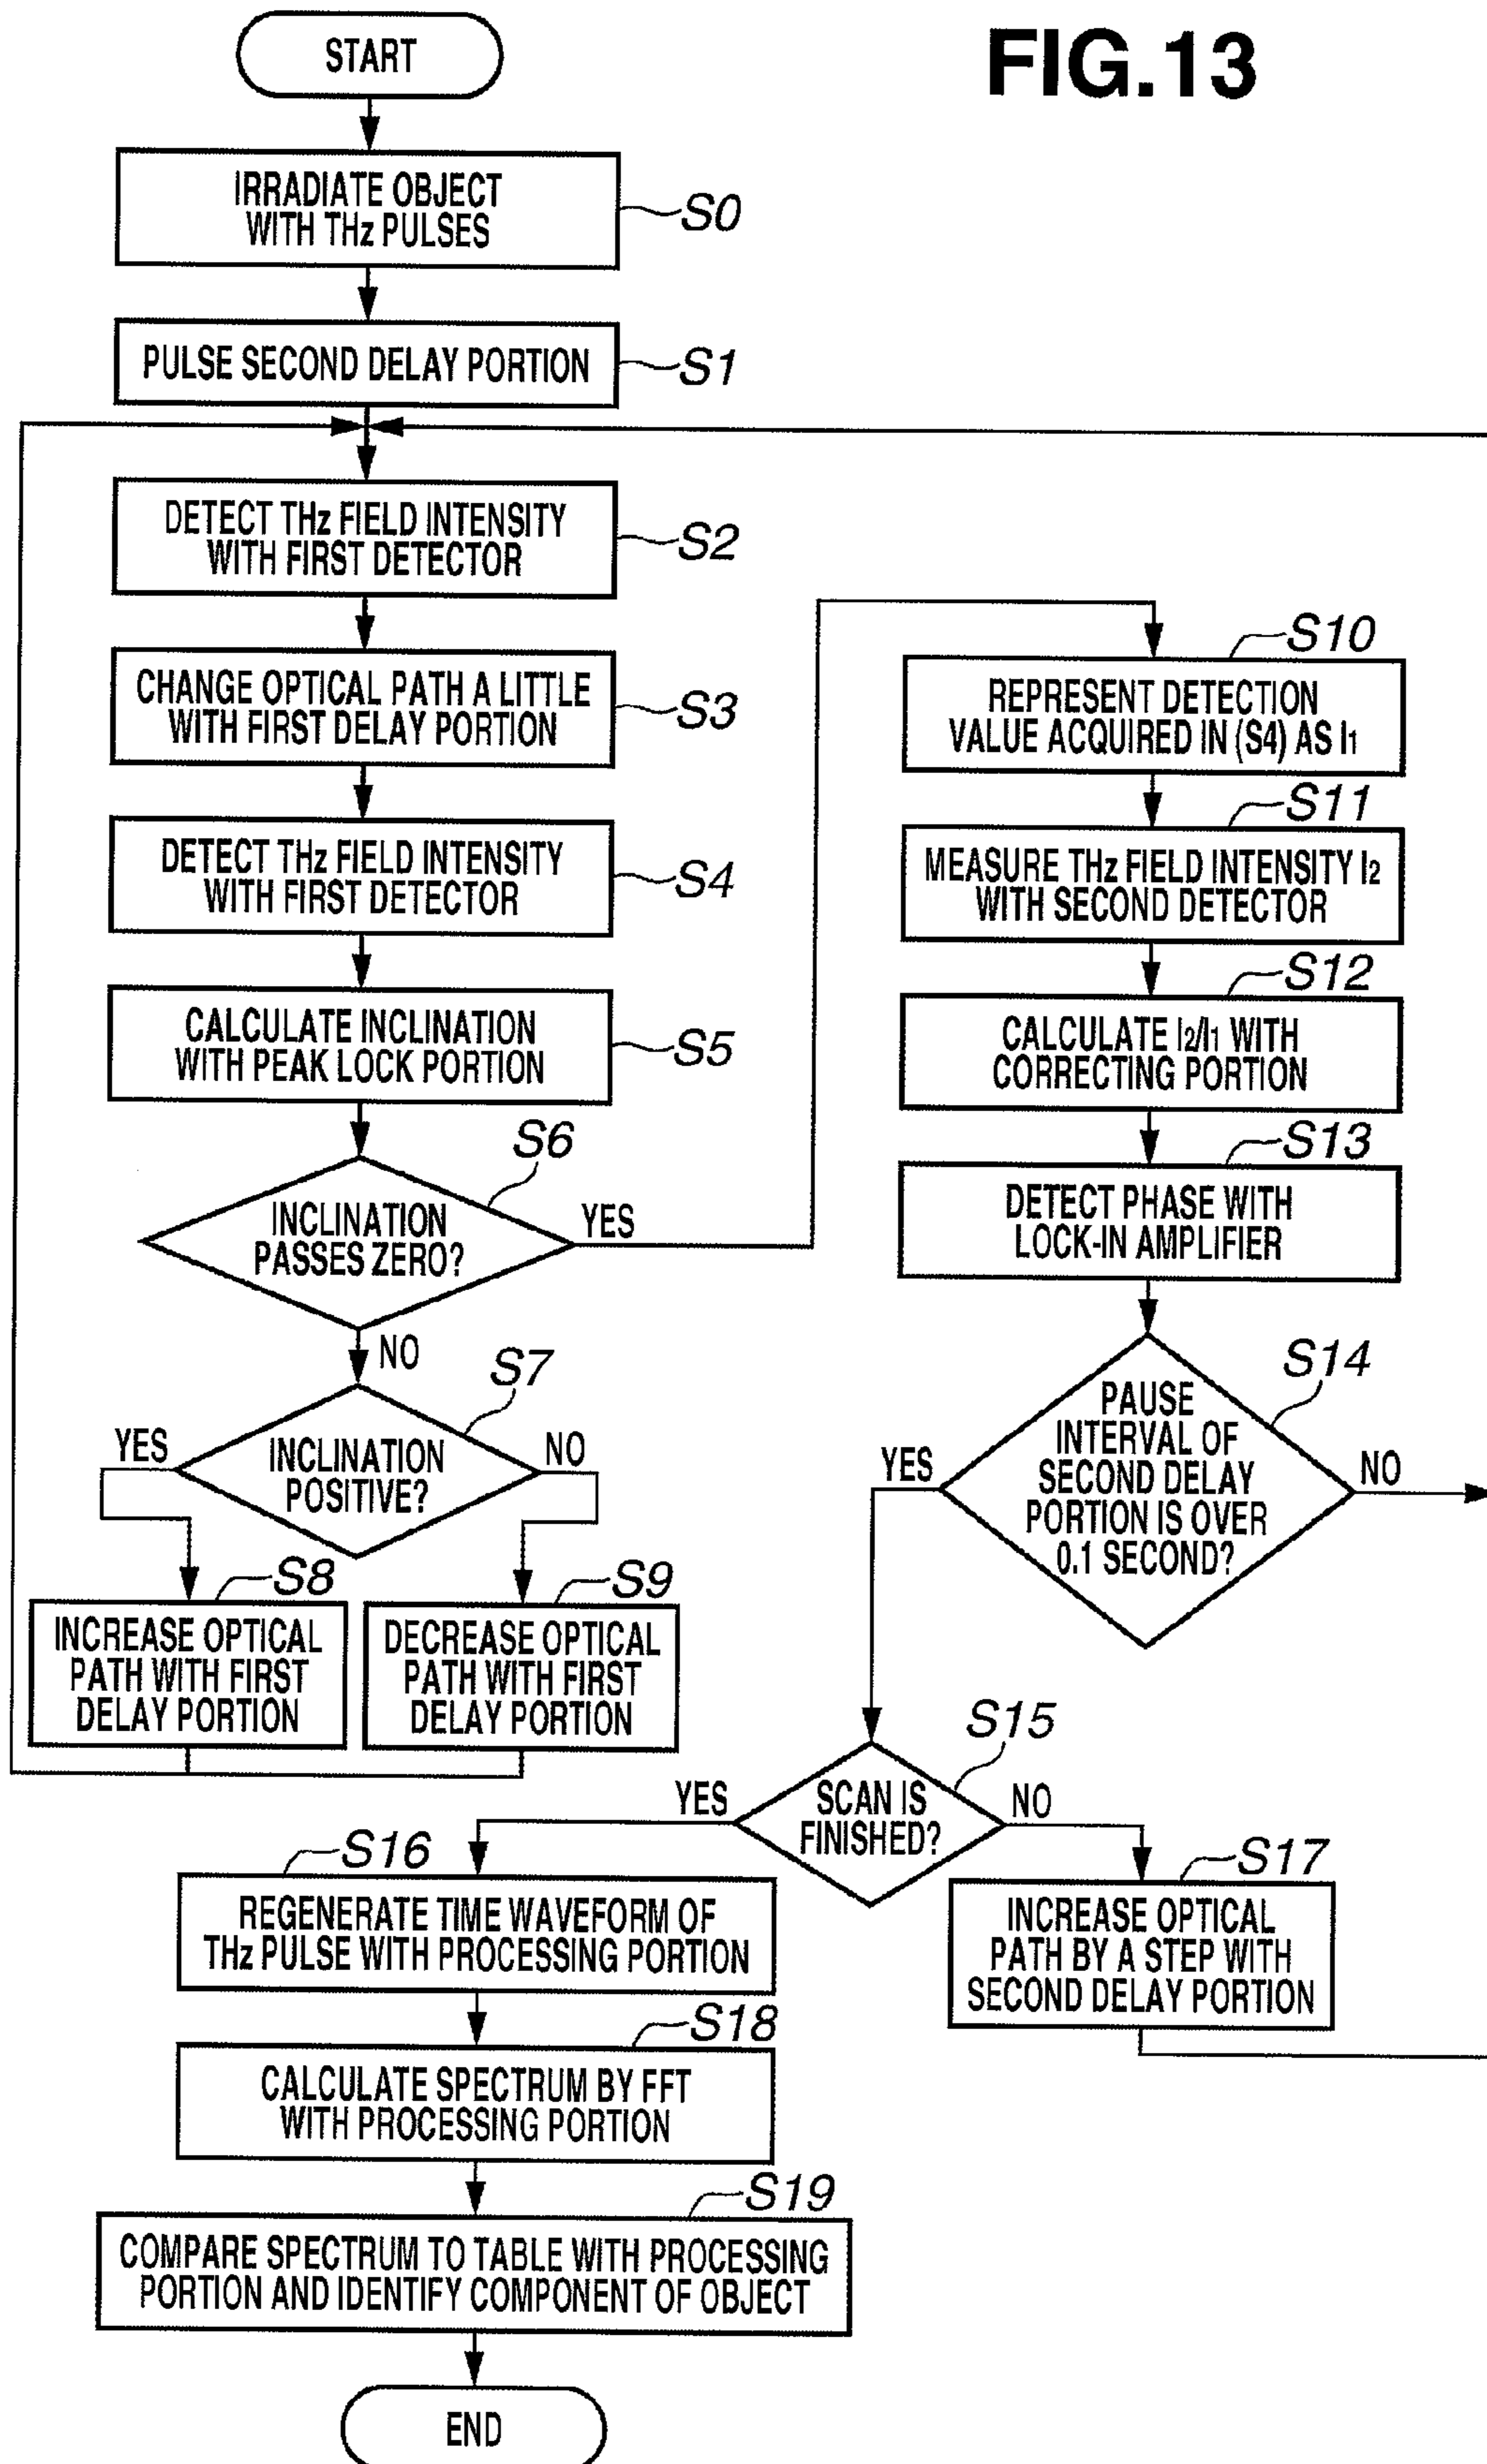 FIG.13
START
IRRADIATE OBJECT
WITH THz PULSES
S0
PULSE SECOND DELAY PORTION
S1
DETECT THz FIELD INTENSITY
WITH FIRST DETECTOR
S2
CHANGE OPTICAL PATH A LITTLE
WITH FIRST DELAY PORTION
S3
DETECT THz FIELD INTENSITY
WITH FIRST DETECTOR
S4
CALCULATE INCLINATION
WITH PEAK LOCK PORTION
S5
S6
INCLINATION
PASSES ZERO?
YES
NO
S7
INCLINATION
POSITIVE?
YES
NO
S8
INCREASE OPTICAL
PATH WITH FIRST
DELAY PORTION
S9
DECREASE OPTICAL
PATH WITH FIRST
DELAY PORTION
S10
REPRESENT DETECTION
VALUE ACQUIRED IN (S4) AS I1
S11
MEASURE THz FIELD INTENSITY I2
WITH SECOND DETECTOR
S12
CALCULATE I2/I1 WITH
CORRECTING PORTION
S13
DETECT PHASE WITH
LOCK-IN AMPLIFIER
S14
PAUSE
INTERVAL OF
SECOND DELAY
PORTION IS OVER
0.1 SECOND?
YES
NO
S15
SCAN IS
FINISHED?
YES
NO
S16
REGENERATE TIME WAVEFORM OF
THz PULSE WITH PROCESSING PORTION
S17
INCREASE OPTICAL
PATH BY A STEP WITH
SECOND DELAY PORTION
S18
CALCULATE SPECTRUM BY FFT
WITH PROCESSING PORTION
S19
COMPARE SPECTRUM TO TABLE WITH PROCESSING
PORTION AND IDENTIFY COMPONENT OF OBJECT
END